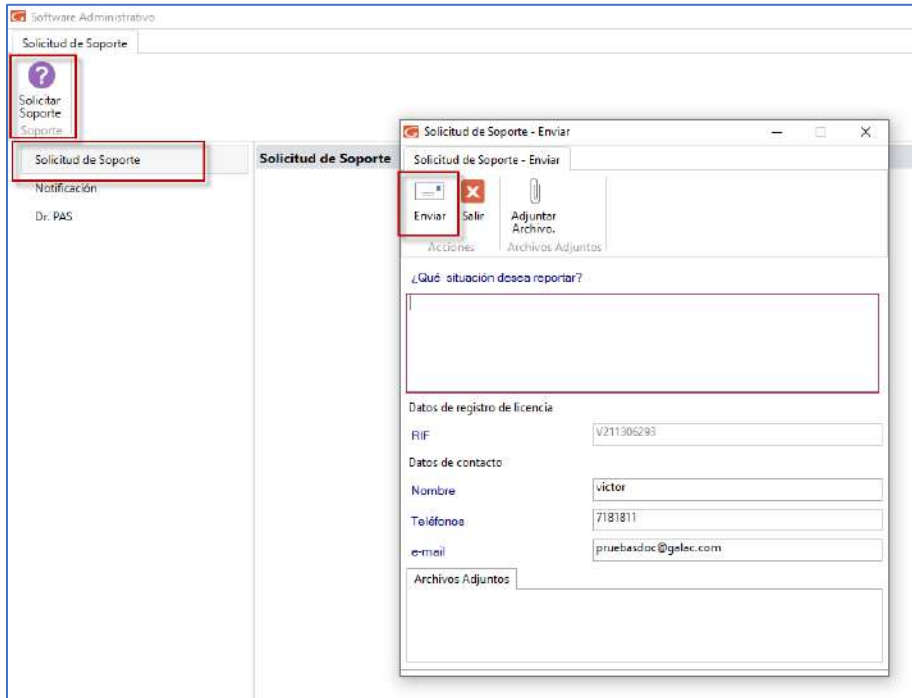 Software Administrativo
Solicitud de Soporte
Solicitar
Soporte
Soporte
Solicitud de Soporte
Notificación
Dr. PAS
Solicitud de Soporte
Solicitud de Soporte - Enviar
Solicitud de Soporte - Enviar
Enviar
Salir
Adjuntar
Archivo.
Acciones
Archivos Adjuntos
¿Qué situación desea reportar?
Datos de registro de licencia
RIF
V211306293
Datos de contacto
Nombre
victor
Teléfonos
7181811
e-mail
pruebasdoc@galac.com
Archivos Adjuntos